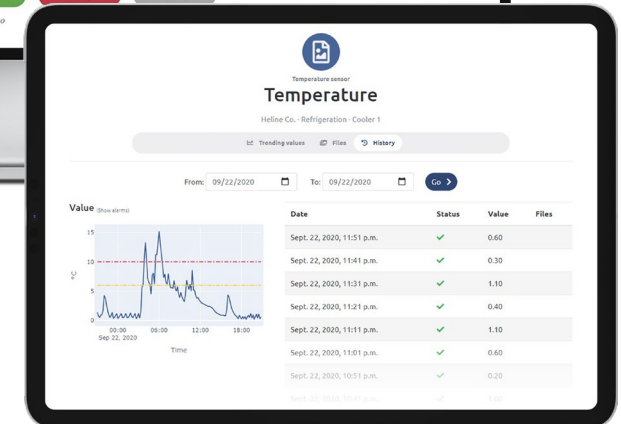 Temperature sensor
Temperature
Heline Co. - Refrigeration - Cooler 1
Trending values Files History
From: 09/22/2020 To: 09/22/2020 Go
Value (Show alarms)
15
10
5
0
°C
00:00 06:00 12:00 18:00
Sep 22, 2020
Time
Date Status Value Files
Sept. 22, 2020, 11:51 p.m. 0.60
Sept. 22, 2020, 11:41 p.m. 0.30
Sept. 22, 2020, 11:31 p.m. 1.10
Sept. 22, 2020, 11:21 p.m. 0.40
Sept. 22, 2020, 11:11 p.m. 1.10
Sept. 22, 2020, 11:01 p.m. 0.60
Sept. 22, 2020, 10:51 p.m. 0.20